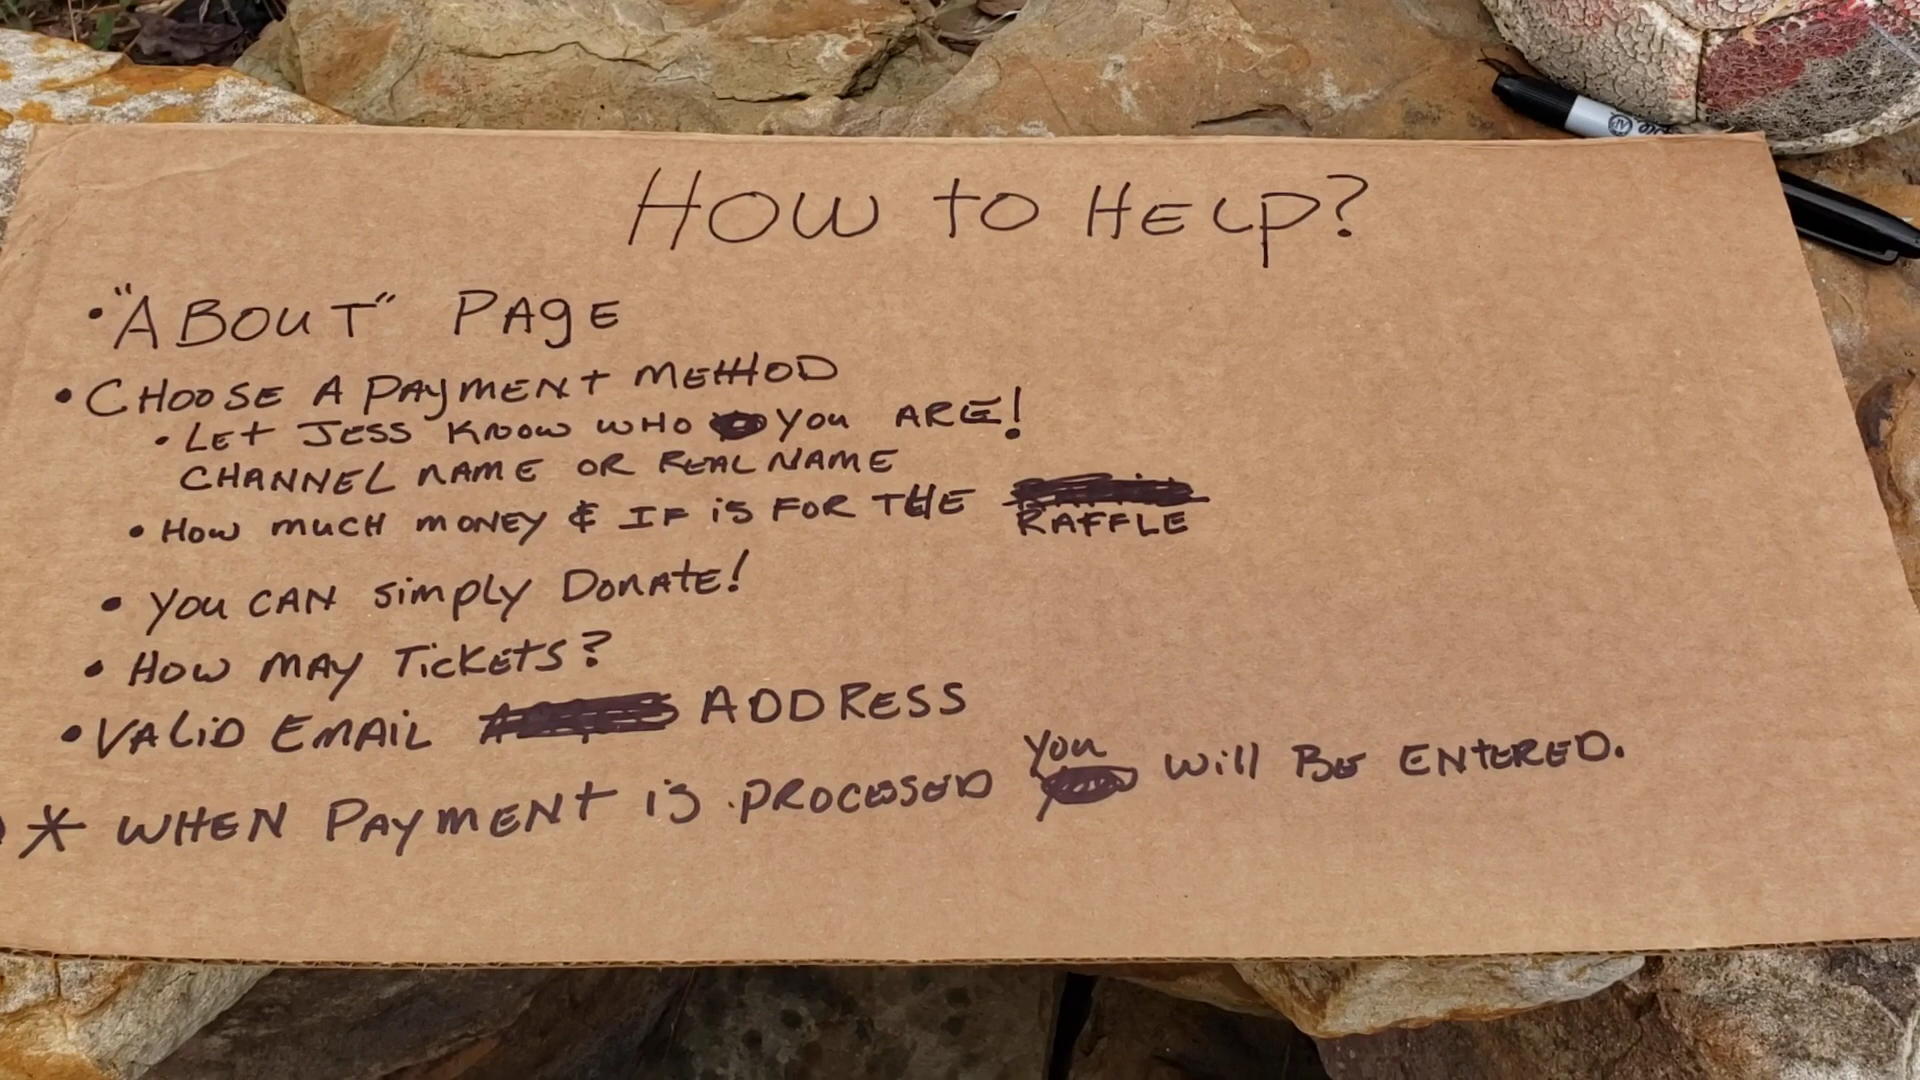 How to Help?
• "About" Page
• Choose a payment method
• Let Jess know who you are!
Channel name or real name
• How much money & if is for the Raffle
• You can simply Donate!
• How may Tickets?
• Valid Email Address
* When payment is processed you will be entered.